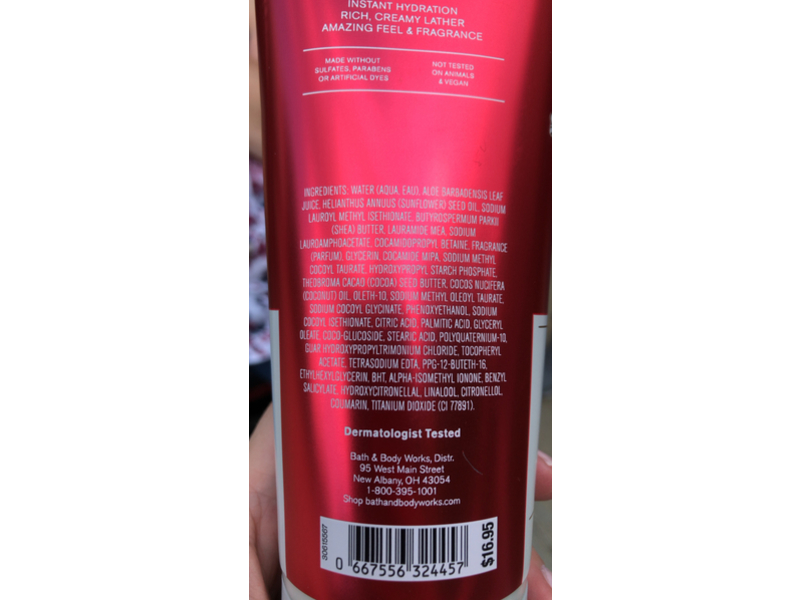 INSTANT HYDRATION
RICH, CREAMY LATHER
AMAZING FEEL & FRAGRANCE
MADE WITHOUT
SULFATES, PARABENS
OR ARTIFICIAL DYES
NOT TESTED
ON ANIMALS
& VEGAN
INGREDIENTS: WATER (AQUA, EAU), ALOE BARBADENSIS LEAF
JUICE, HELIANTHUS ANNUUS (SUNFLOWER) SEED OIL, SODIUM
LAUROYL METHYL ISETHIONATE, BUTYROSPERMUM PARKII
(SHEA) BUTTER, LAURAMIDE MEA, SODIUM
LAUROAMPHOACETATE, COCAMIDOPROPYL BETAINE, FRAGRANCE
(PARFUM), GLYCERIN, COCAMIDE MIPA, SODIUM METHYL
COCOYL TAURATE, HYDROXYPROPYL STARCH PHOSPHATE,
THEOBROMA CACAO (COCOA) SEED BUTTER, COCOS NUCIFERA
(COCONUT) OIL, OLETH-10, SODIUM METHYL OLEOYL TAURATE,
SODIUM COCOYL GLYCINATE, PHENOXYETHANOL, SODIUM
COCOYL ISETHIONATE, CITRIC ACID, PALMITIC ACID, GLYCERYL
OLEATE, COCO-GLUCOSIDE, STEARIC ACID, POLYQUATERNIUM-10,
GUAR HYDROXYPROPYLTRIMONIUM CHLORIDE, TOCOPHERYL
ACETATE, TETRASODIUM EDTA, PPG-12-BUTETH-16,
ETHYLHEXYLGLYCERIN, BHT, ALPHA-ISOMETHYL IONONE, BENZYL
SALICYLATE, HYDROXYCITRONELLAL, LINALOOL, CITRONELLOL,
COUMARIN, TITANIUM DIOXIDE (CI 77891).
Dermatologist Tested
Bath & Body Works, Distr.
95 West Main Street
New Albany, OH 43054
1-800-395-1001
Shop bathandbodyworks.com
30615567
0 667556 324457
$16.95